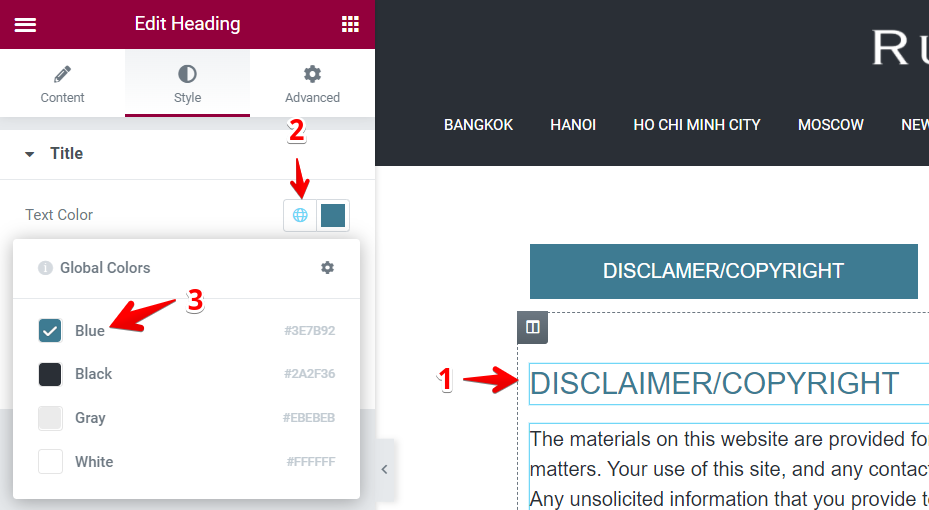 Edit Heading
Content
Style
Advanced
2
Title
Text Color
Global Colors
3
Blue
#3E7B92
Black
#2A2F36
Gray
#EBEBEB
White
#FFFFFF
BANGKOK
HANOI
HO CHI MINH CITY
MOSCOW
NEW
DISCLAMER/COPYRIGHT
1
DISCLAIMER/COPYRIGHT
The materials on this website are provided fo
matters. Your use of this site, and any contac
Any unsolicited information that you provide t